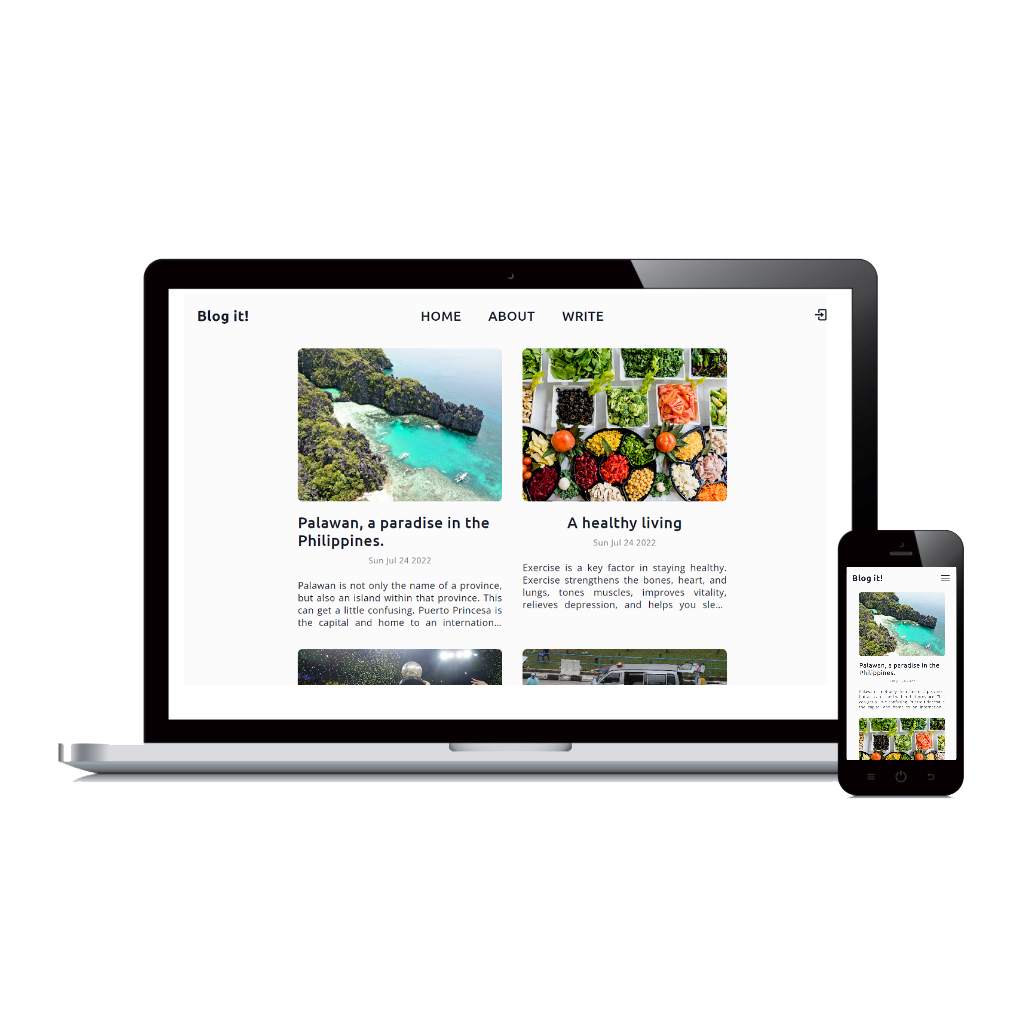 Blog it!
HOME ABOUT WRITE
Palawan, a paradise in the
Philippines.
Sun Jul 24 2022
Palawan is not only the name of a province,
but also an island within that province. This
can get a little confusing. Puerto Princesa is
the capital and home to an internation...
A healthy living
Sun Jul 24 2022
Exercise is a key factor in staying healthy.
Exercise strengthens the bones, heart, and
lungs, tones muscles, improves vitality,
relieves depression, and helps you sle...
Blog it!
Palawan, a paradise in the
Philippines.